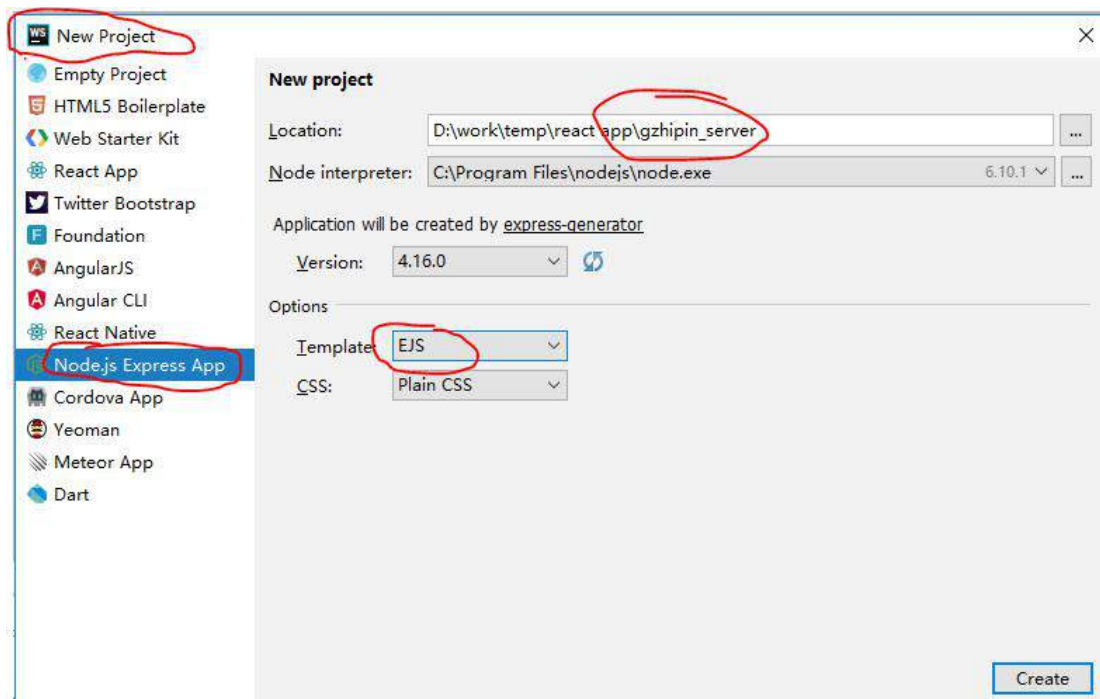 New Project
Empty Project
HTML5 Boilerplate
Web Starter Kit
React App
Twitter Bootstrap
Foundation
AngularJS
Angular CLI
React Native
Node.js Express App
Cordova App
Yeoman
Meteor App
Dart
New project
Location: D:\work\temp\react app\gzhipin_server ...
Node interpreter: C:\Program Files\nodejs\node.exe 6.10.1 ...
Application will be created by express-generator
Version: 4.16.0
Options
Template: EJS
CSS: Plain CSS
Create